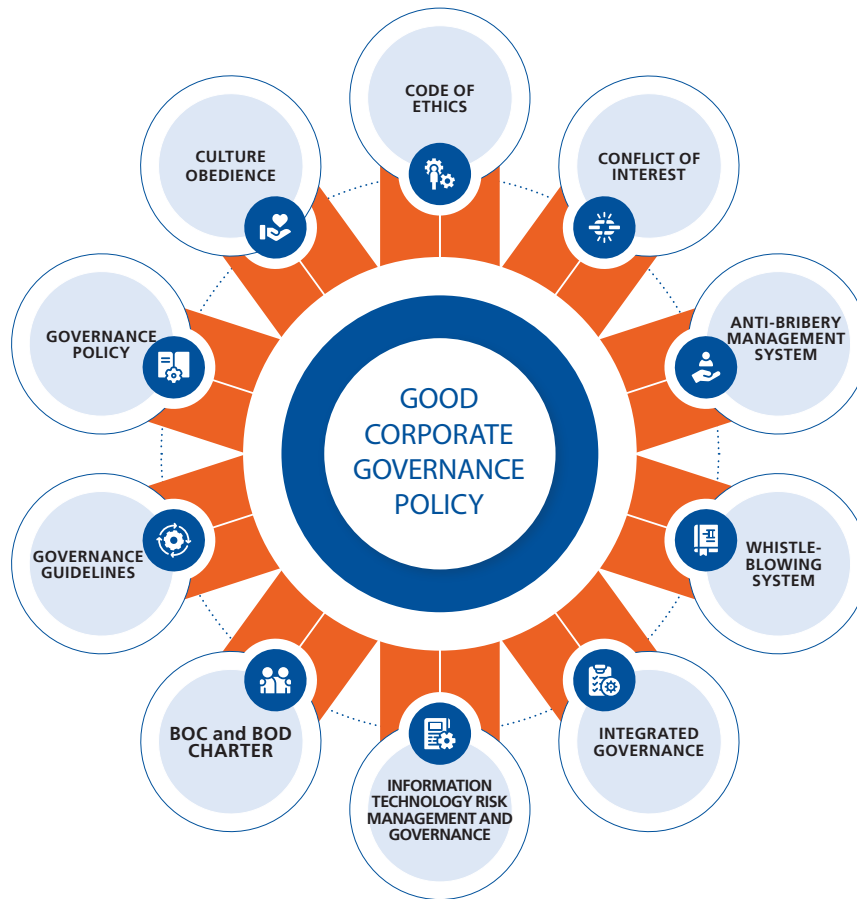 CODE OF
ETHICS
CONFLICT OF
INTEREST
ANTI-BRIBERY
MANAGEMENT
SYSTEM
WHISTLE-
BLOWING
SYSTEM
INTEGRATED
GOVERNANCE
INFORMATION
TECHNOLOGY RISK
MANAGEMENT AND
GOVERNANCE
BOC and BOD
CHARTER
GOVERNANCE
GUIDELINES
GOVERNANCE
POLICY
CULTURE
OBEDIENCE
GOOD
CORPORATE
GOVERNANCE
POLICY